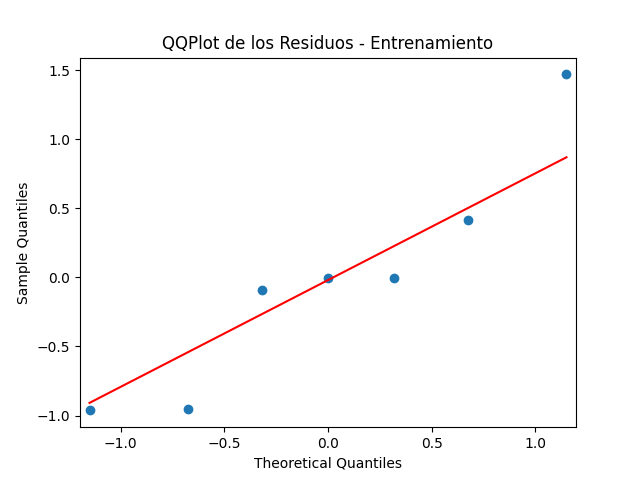 QQPlot de los Residuos - Entrenamiento
1.5
1.0
0.5
0.0
−0.5
−1.0
Sample Quantiles
−1.0 −0.5 0.0 0.5 1.0
Theoretical Quantiles